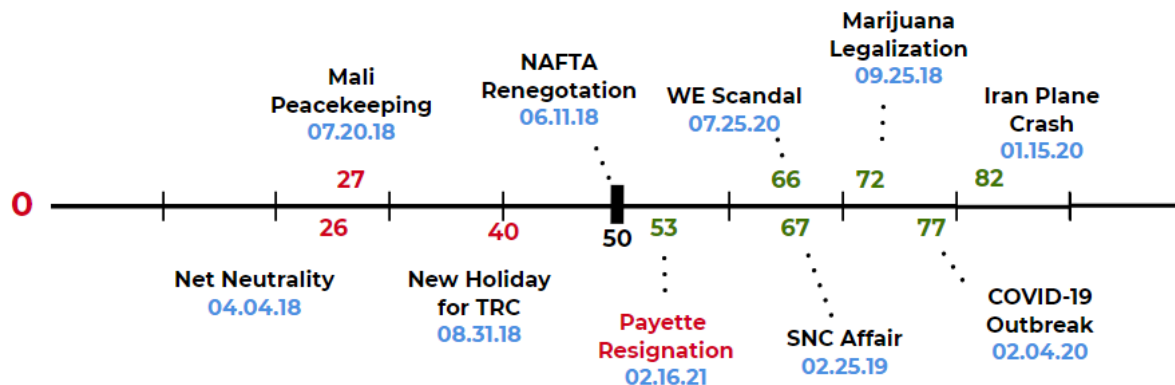 Mali
Peacekeeping
07.20.18
NAFTA
Renegotation
06.11.18
WE Scandal
07.25.20
Marijuana
Legalization
09.25.18
Iran Plane
Crash
01.15.20
27
66
72
82
0
26
40
50
53
67
77
Net Neutrality
04.04.18
New Holiday
for TRC
08.31.18
Payette
Resignation
02.16.21
SNC Affair
02.25.19
COVID-19
Outbreak
02.04.20